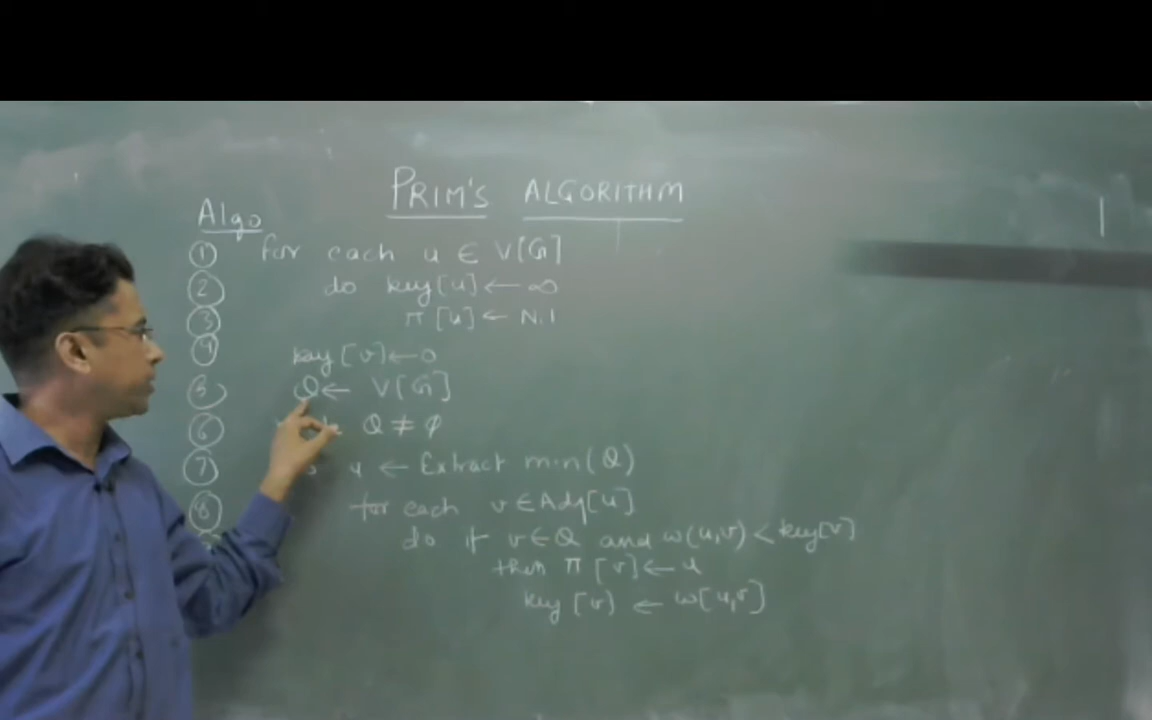 PRIM'S ALGORITHM
Algo
① for each u ∈ V[G]
② do key[u] ← ∞
③ π[u] ← N.I
④ key[v] ← 0
⑤ Q ← V[G]
⑥ Q ≠ φ
⑦ u ← Extract min(Q)
⑧ for each v ∈ Adj[u]
do if v ∈ Q and w(u,v) < key[v]
then π[v] ← u
key[v) ← w[u,v]